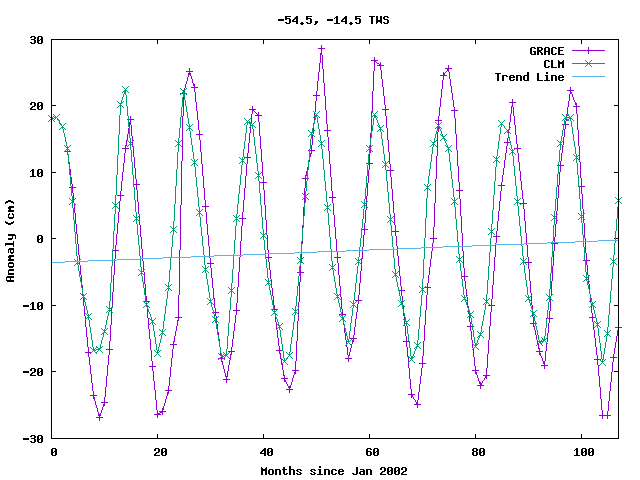 -54.5, -14.5 TWS
GRACE
CLM
Trend Line
30
20
10
0
-10
-20
-30
Anomaly (cm)
0 20 40 60 80 100
Months since Jan 2002